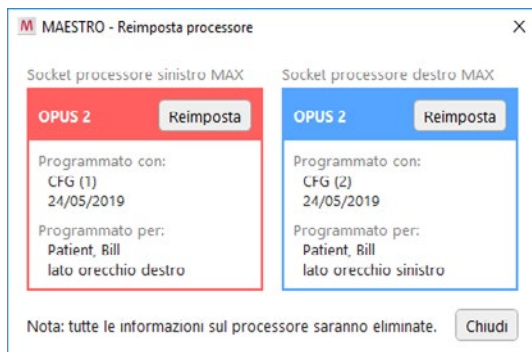 M MAESTRO - Reimposta processore
Socket processore sinistro MAX
OPUS 2
Reimposta
Programmato con:
CFG (1)
24/05/2019
Programmato per:
Patient, Bill
lato orecchio destro
Socket processore destro MAX
OPUS 2
Reimposta
Programmato con:
CFG (2)
24/05/2019
Programmato per:
Patient, Bill
lato orecchio sinistro
Nota: tutte le informazioni sul processore saranno eliminate.
Chiudi